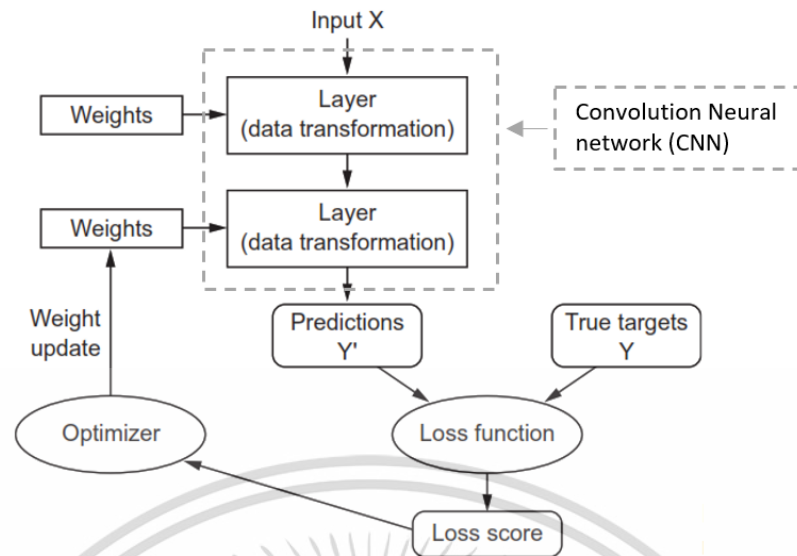 Input X
Weights
Layer
(data transformation)
Convolution Neural
network (CNN)
Weights
Layer
(data transformation)
Weight
update
Predictions
Y'
True targets
Y
Optimizer
Loss function
Loss score